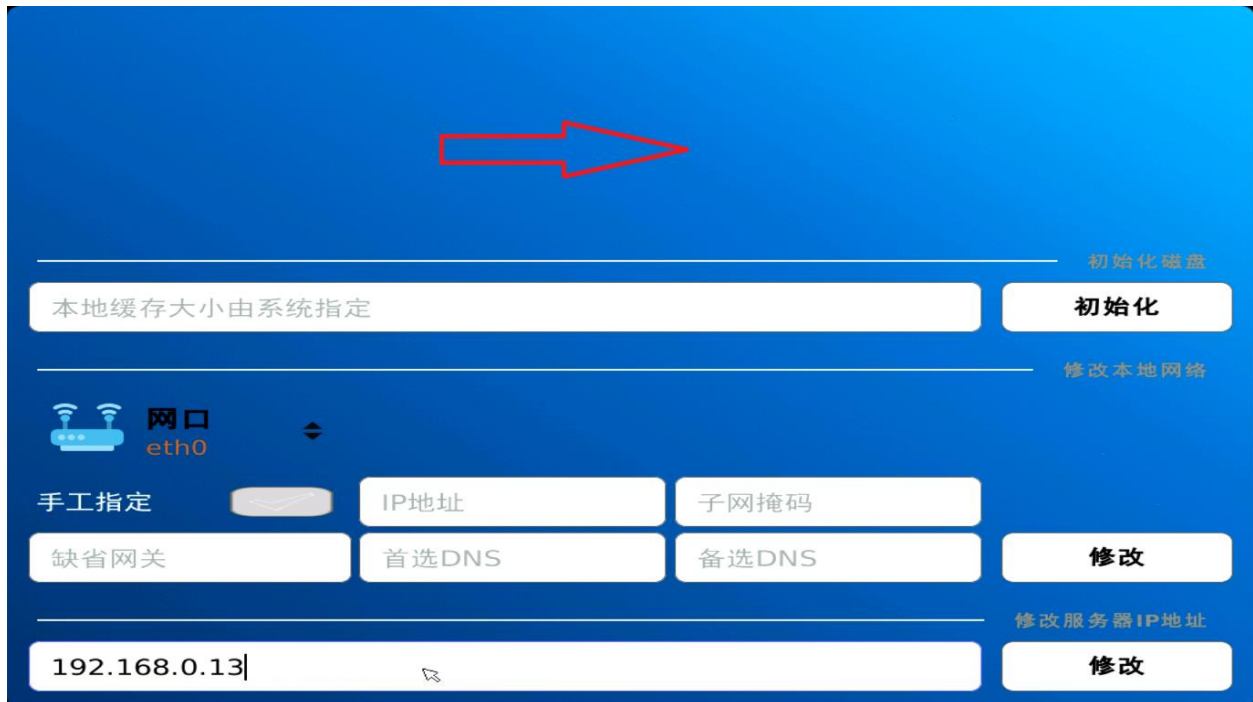 初始化磁盘
本地缓存大小由系统指定
初始化
修改本地网络
网口
eth0
手工指定
IP地址
子网掩码
缺省网关
首选DNS
备选DNS
修改
修改服务器IP地址
192.168.0.13
修改